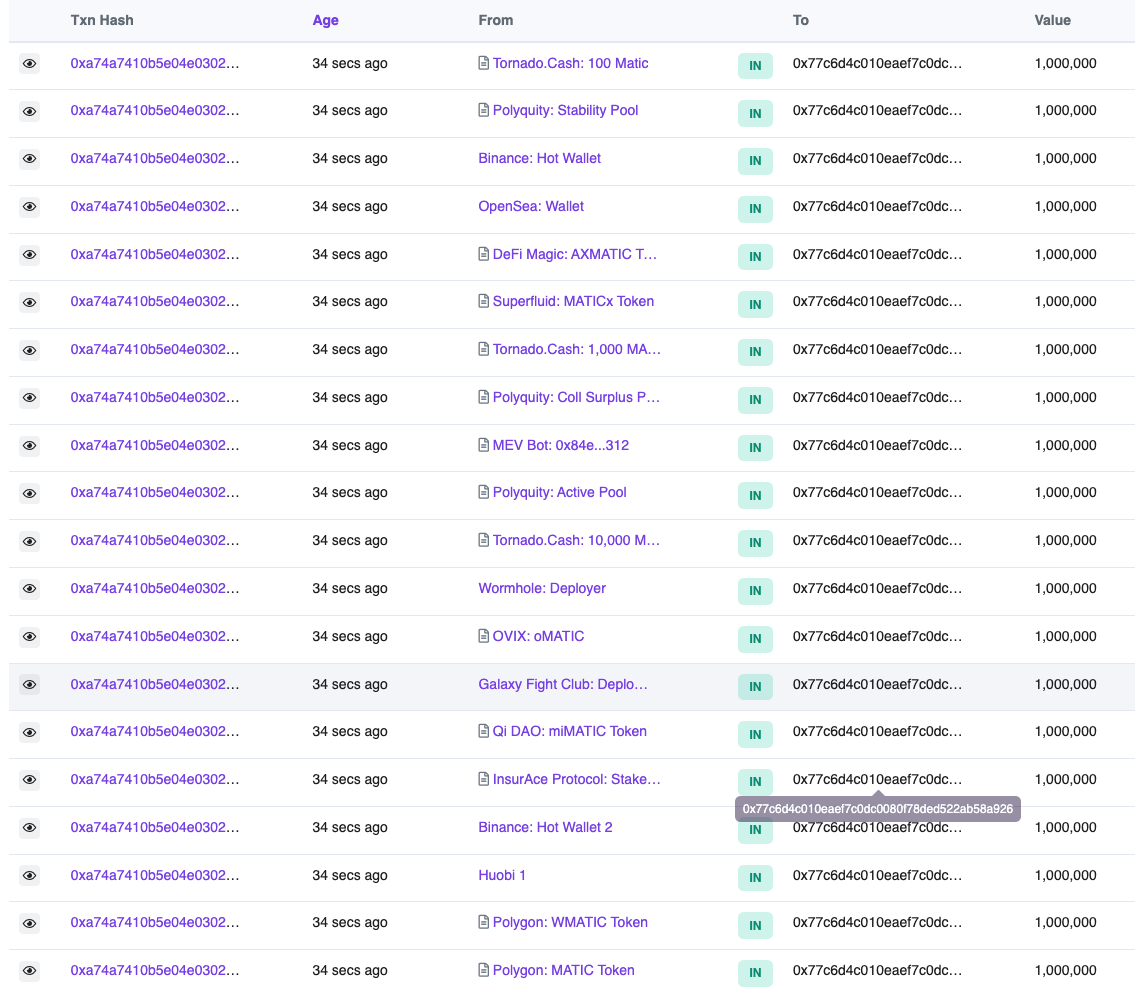 Txn Hash Age From To Value
0xa74a7410b5e04e0302... 34 secs ago Tornado.Cash: 100 Matic IN 0x77c6d4c010eaef7c0dc... 1,000,000
0xa74a7410b5e04e0302... 34 secs ago Polyquity: Stability Pool IN 0x77c6d4c010eaef7c0dc... 1,000,000
0xa74a7410b5e04e0302... 34 secs ago Binance: Hot Wallet IN 0x77c6d4c010eaef7c0dc... 1,000,000
0xa74a7410b5e04e0302... 34 secs ago OpenSea: Wallet IN 0x77c6d4c010eaef7c0dc... 1,000,000
0xa74a7410b5e04e0302... 34 secs ago DeFi Magic: AXMATIC T... IN 0x77c6d4c010eaef7c0dc... 1,000,000
0xa74a7410b5e04e0302... 34 secs ago Superfluid: MATICx Token IN 0x77c6d4c010eaef7c0dc... 1,000,000
0xa74a7410b5e04e0302... 34 secs ago Tornado.Cash: 1,000 MA... IN 0x77c6d4c010eaef7c0dc... 1,000,000
0xa74a7410b5e04e0302... 34 secs ago Polyquity: Coll Surplus P... IN 0x77c6d4c010eaef7c0dc... 1,000,000
0xa74a7410b5e04e0302... 34 secs ago MEV Bot: 0x84e...312 IN 0x77c6d4c010eaef7c0dc... 1,000,000
0xa74a7410b5e04e0302... 34 secs ago Polyquity: Active Pool IN 0x77c6d4c010eaef7c0dc... 1,000,000
0xa74a7410b5e04e0302... 34 secs ago Tornado.Cash: 10,000 M... IN 0x77c6d4c010eaef7c0dc... 1,000,000
0xa74a7410b5e04e0302... 34 secs ago Wormhole: Deployer IN 0x77c6d4c010eaef7c0dc... 1,000,000
0xa74a7410b5e04e0302... 34 secs ago OVIX: oMATIC IN 0x77c6d4c010eaef7c0dc... 1,000,000
0xa74a7410b5e04e0302... 34 secs ago Galaxy Fight Club: Deplo... IN 0x77c6d4c010eaef7c0dc... 1,000,000
0xa74a7410b5e04e0302... 34 secs ago Qi DAO: miMATIC Token IN 0x77c6d4c010eaef7c0dc... 1,000,000
0xa74a7410b5e04e0302... 34 secs ago InsurAce Protocol: Stake... IN 0x77c6d4c010eaef7c0dc... 1,000,000
0x77c6d4c010eaef7c0dc0080f78ded522ab58a926
0xa74a7410b5e04e0302... 34 secs ago Binance: Hot Wallet 2 IN 0x77c6d4c010eaef7c0dc... 1,000,000
0xa74a7410b5e04e0302... 34 secs ago Huobi 1 IN 0x77c6d4c010eaef7c0dc... 1,000,000
0xa74a7410b5e04e0302... 34 secs ago Polygon: WMATIC Token IN 0x77c6d4c010eaef7c0dc... 1,000,000
0xa74a7410b5e04e0302... 34 secs ago Polygon: MATIC Token IN 0x77c6d4c010eaef7c0dc... 1,000,000